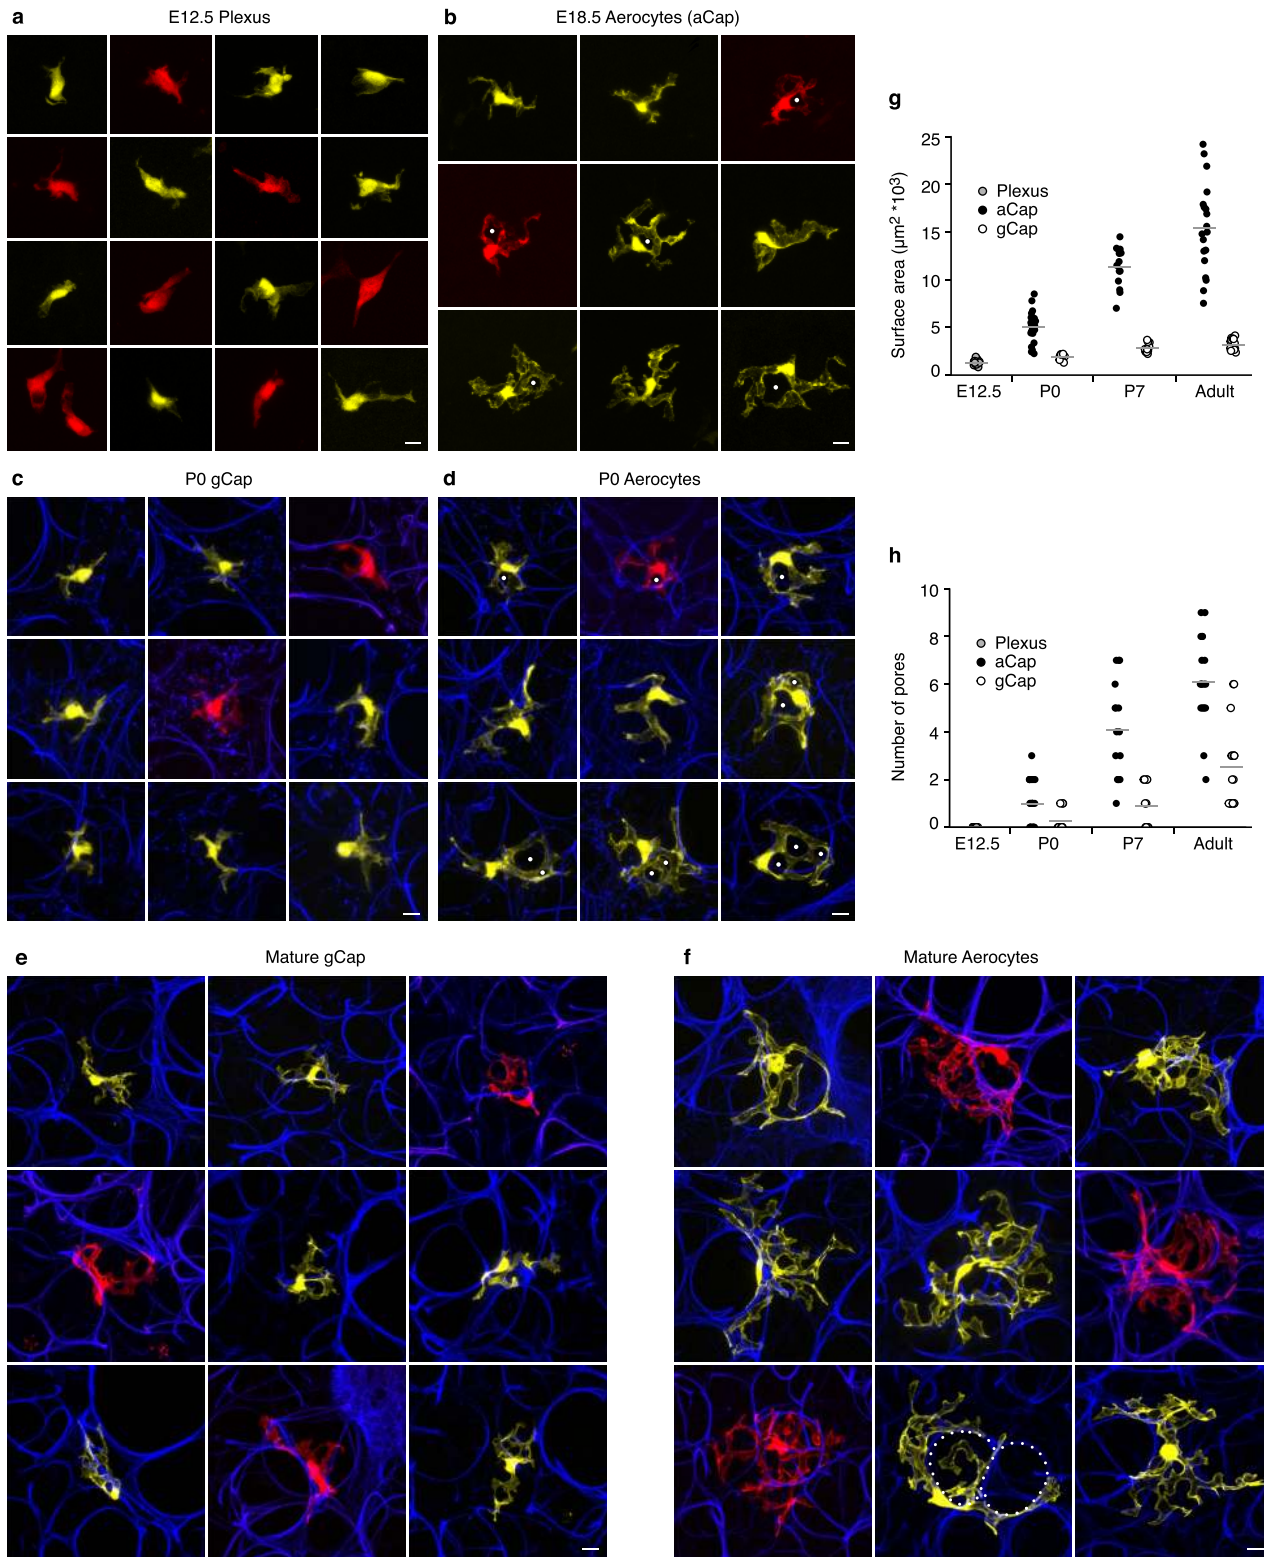 a E12.5 Plexus
b E18.5 Aerocytes (aCap)
c P0 gCap
d P0 Aerocytes
e Mature gCap
f Mature Aerocytes
g
Surface area (µm² *10³)
25
20
15
10
5
0
Plexus
aCap
gCap
E12.5 P0 P7 Adult
h
Number of pores
10
8
6
4
2
0
Plexus
aCap
gCap
E12.5 P0 P7 Adult